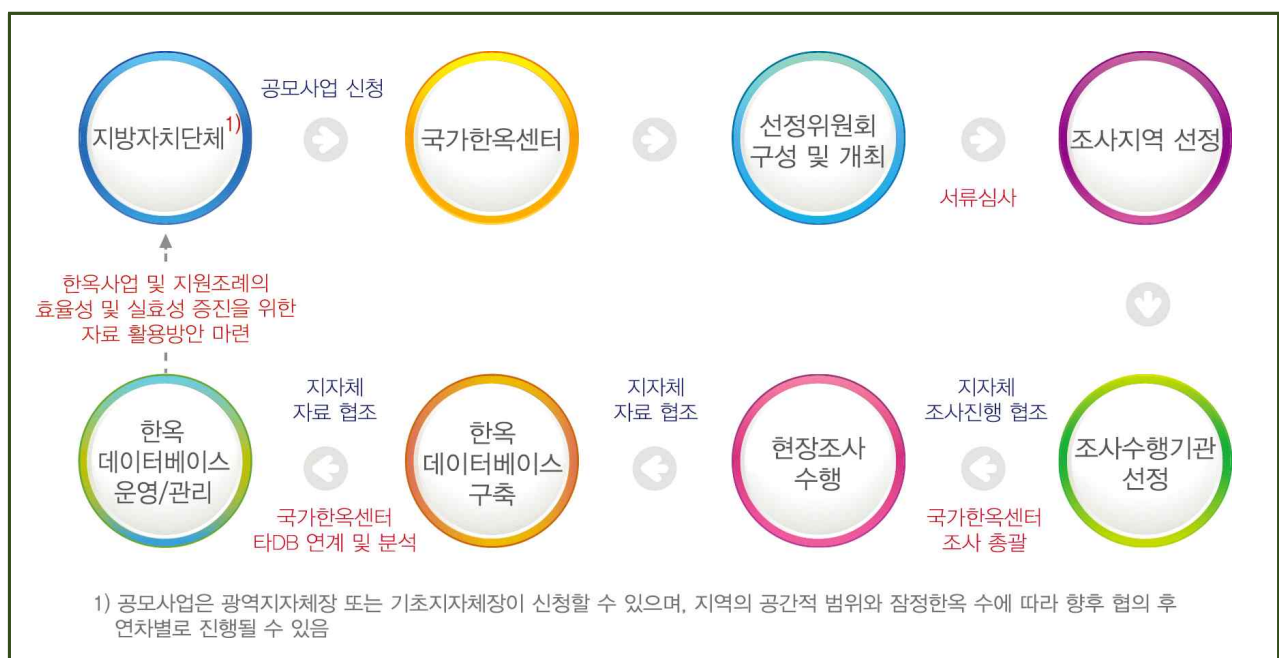 지방자치단체1)
공모사업 신청
국가한옥센터
선정위원회
구성 및 개최
서류심사
조사지역 선정
조사수행기관
선정
지자체
조사진행 협조
국가한옥센터
조사 총괄
현장조사
수행
지자체
자료 협조
한옥
데이터베이스
구축
지자체
자료 협조
국가한옥센터
타DB 연계 및 분석
한옥
데이터베이스
운영/관리
한옥사업 및 지원조례의
효율성 및 실효성 증진을 위한
자료 활용방안 마련
1) 공모사업은 광역지자체장 또는 기초지자체장이 신청할 수 있으며, 지역의 공간적 범위와 잠정한옥 수에 따라 향후 협의 후
연차별로 진행될 수 있음